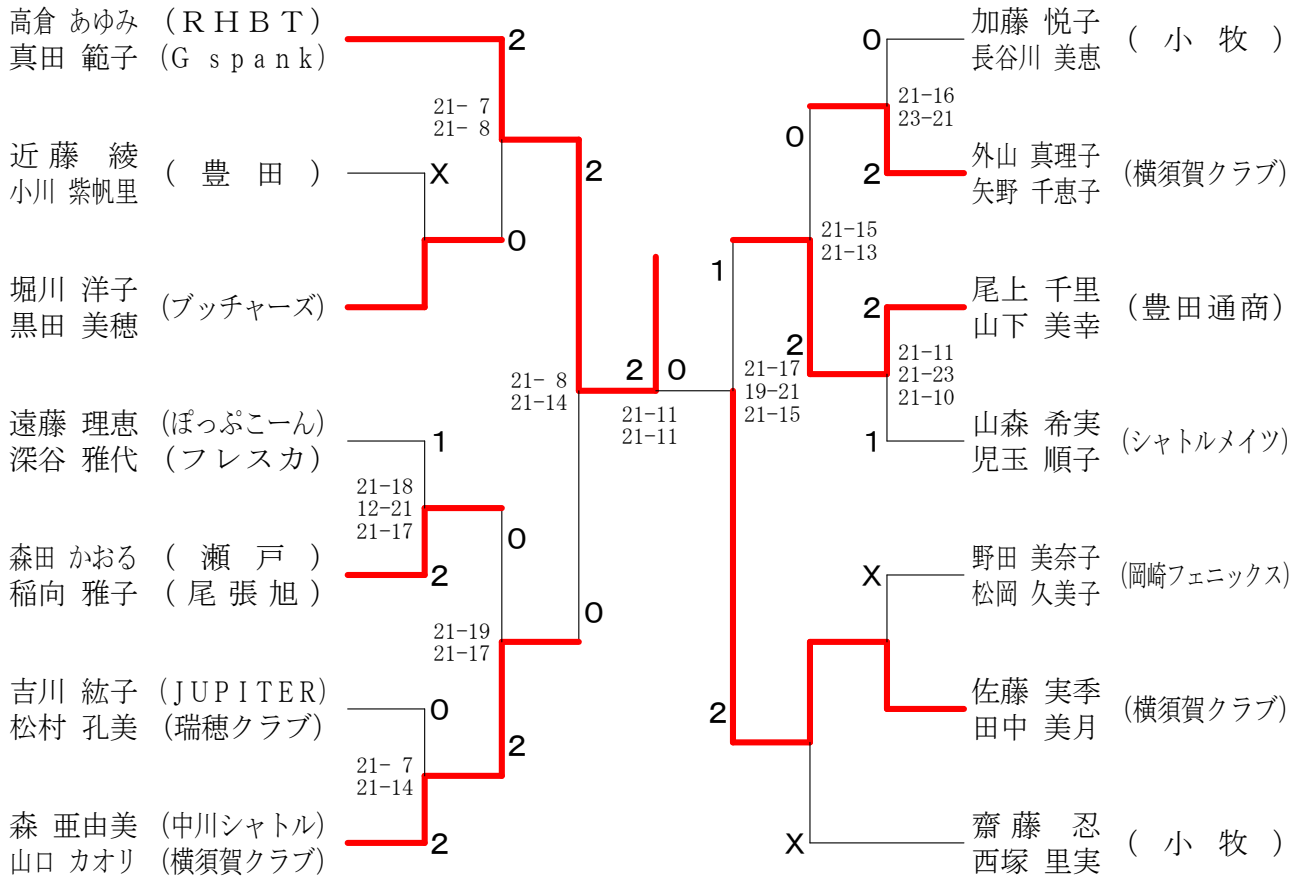 高倉 あゆみ (RHBT)
真田 範子 (G spank)
2
21- 7
21- 8
近藤 綾
小川 紫帆里
(豊田)
X
0
堀川 洋子
黒田 美穂
(ブッチャーズ)
2
遠藤 理恵 (ぽっぷこーん)
深谷 雅代 (フレスカ)
1
21-18
12-21
21-17
森田 かおる (瀬戸)
稲向 雅子 (尾張旭)
2
0
21- 8
21-14
21-19
21-17
0
吉川 紘子 (JUPITER)
松村 孔美 (瑞穂クラブ)
0
21- 7
21-14
2
森 亜由美 (中川シャトル)
山口 カオリ (横須賀クラブ)
2
2
0
21-11
21-11
加藤 悦子
長谷川 美恵
(小牧)
0
21-16
23-21
0
外山 真理子
矢野 千恵子
(横須賀クラブ)
2
21-15
21-13
1
尾上 千里
山下 美幸
(豊田通商)
2
2
21-11
21-23
21-10
21-17
19-21
21-15
山森 希実
児玉 順子
(シャトルメイツ)
1
野田 美奈子
松岡 久美子
(岡崎フェニックス)
X
佐藤 実季
田中 美月
(横須賀クラブ)
2
齋藤 忍
西塚 里実
(小牧)
X